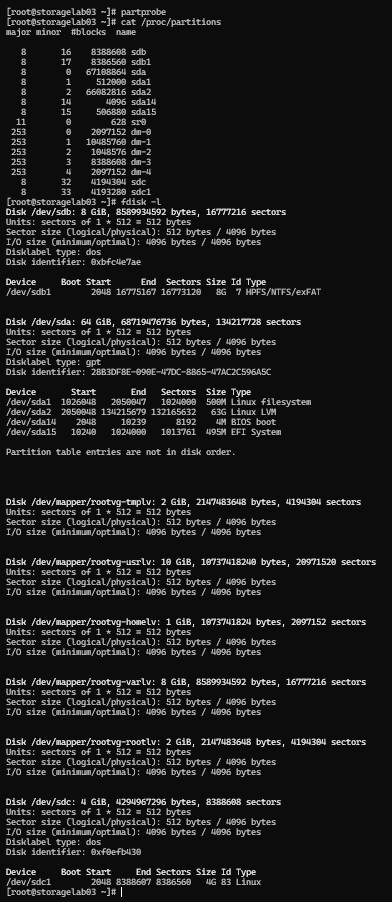 [root@storagelab03 ~]# partprobe
[root@storagelab03 ~]# cat /proc/partitions
major minor  #blocks  name

   8       16    8388608 sdb
   8       17    8386560 sdb1
   8        0   67108864 sda
   8        1     512000 sda1
   8        2   66082816 sda2
   8       14       4096 sda14
   8       15     506880 sda15
  11        0        628 sr0
 253        0    2097152 dm-0
 253        1   10485760 dm-1
 253        2    1048576 dm-2
 253        3    8388608 dm-3
 253        4    2097152 dm-4
   8       32    4194304 sdc
   8       33    4193280 sdc1
[root@storagelab03 ~]# fdisk -l
Disk /dev/sdb: 8 GiB, 8589934592 bytes, 16777216 sectors
Units: sectors of 1 * 512 = 512 bytes
Sector size (logical/physical): 512 bytes / 4096 bytes
I/O size (minimum/optimal): 4096 bytes / 4096 bytes
Disklabel type: dos
Disk identifier: 0xbfc4e7ae

Device     Boot Start      End  Sectors Size Id Type
/dev/sdb1        2048 16775167 16773120   8G  7 HPFS/NTFS/exFAT


Disk /dev/sda: 64 GiB, 68719476736 bytes, 134217728 sectors
Units: sectors of 1 * 512 = 512 bytes
Sector size (logical/physical): 512 bytes / 4096 bytes
I/O size (minimum/optimal): 4096 bytes / 4096 bytes
Disklabel type: gpt
Disk identifier: 28B3DF8E-090E-47DC-8865-47AC2C596A5C

Device       Start       End   Sectors  Size Type
/dev/sda1  1026048   2050047   1024000  500M Linux filesystem
/dev/sda2  2050048 134215679 132165632   63G Linux LVM
/dev/sda14    2048     10239      8192    4M BIOS boot
/dev/sda15   10240   1024000   1013761  495M EFI System

Partition table entries are not in disk order.




Disk /dev/mapper/rootvg-tmplv: 2 GiB, 2147483648 bytes, 4194304 sectors
Units: sectors of 1 * 512 = 512 bytes
Sector size (logical/physical): 512 bytes / 4096 bytes
I/O size (minimum/optimal): 4096 bytes / 4096 bytes


Disk /dev/mapper/rootvg-usrlv: 10 GiB, 10737418240 bytes, 20971520 sectors
Units: sectors of 1 * 512 = 512 bytes
Sector size (logical/physical): 512 bytes / 4096 bytes
I/O size (minimum/optimal): 4096 bytes / 4096 bytes


Disk /dev/mapper/rootvg-homelv: 1 GiB, 1073741824 bytes, 2097152 sectors
Units: sectors of 1 * 512 = 512 bytes
Sector size (logical/physical): 512 bytes / 4096 bytes
I/O size (minimum/optimal): 4096 bytes / 4096 bytes


Disk /dev/mapper/rootvg-varlv: 8 GiB, 8589934592 bytes, 16777216 sectors
Units: sectors of 1 * 512 = 512 bytes
Sector size (logical/physical): 512 bytes / 4096 bytes
I/O size (minimum/optimal): 4096 bytes / 4096 bytes


Disk /dev/mapper/rootvg-rootlv: 2 GiB, 2147483648 bytes, 4194304 sectors
Units: sectors of 1 * 512 = 512 bytes
Sector size (logical/physical): 512 bytes / 4096 bytes
I/O size (minimum/optimal): 4096 bytes / 4096 bytes


Disk /dev/sdc: 4 GiB, 4294967296 bytes, 8388608 sectors
Units: sectors of 1 * 512 = 512 bytes
Sector size (logical/physical): 512 bytes / 4096 bytes
I/O size (minimum/optimal): 4096 bytes / 4096 bytes
Disklabel type: dos
Disk identifier: 0xf0efb430

Device     Boot Start     End Sectors Size Id Type
/dev/sdc1        2048 8388607 8386560   4G 83 Linux
[root@storagelab03 ~]#